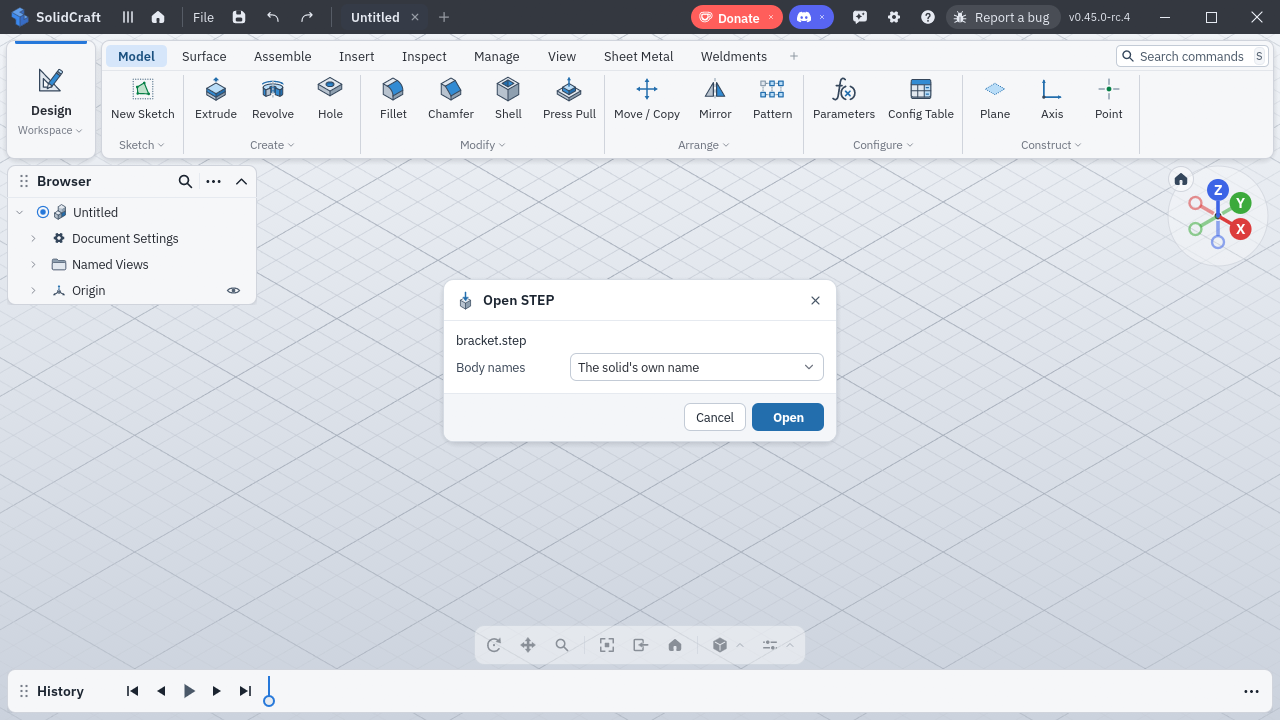 SolidCraft
File
Untitled
Donate
Report a bug
v0.45.0-rc.4
Design
Workspace
Model
Surface
Assemble
Insert
Inspect
Manage
View
Sheet Metal
Weldments
Search commands
S
New Sketch
Extrude
Revolve
Hole
Fillet
Chamfer
Shell
Press Pull
Move / Copy
Mirror
Pattern
Parameters
Config Table
Plane
Axis
Point
Sketch
Create
Modify
Arrange
Configure
Construct
Browser
Untitled
Document Settings
Named Views
Origin
Z
Y
X
Open STEP
bracket.step
Body names
The solid's own name
Cancel
Open
History